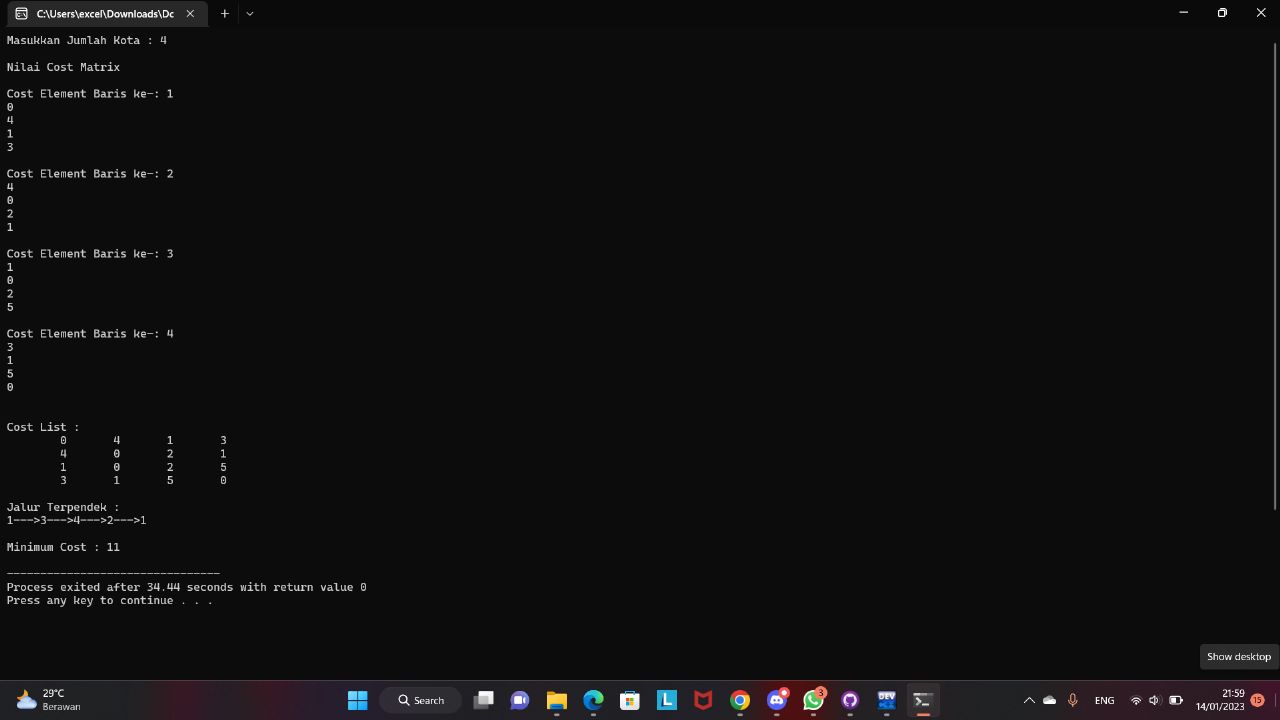 C:\Users\excel\Downloads\Dc
Masukkan Jumlah Kota : 4
Nilai Cost Matrix
Cost Element Baris ke-: 1
0
4
1
3
Cost Element Baris ke-: 2
4
0
2
1
Cost Element Baris ke-: 3
1
0
2
5
Cost Element Baris ke-: 4
3
1
5
0
Cost List :
0 4 1 3
4 0 2 1
1 0 2 5
3 1 5 0
Jalur Terpendek :
1--->3--->4--->2--->1
Minimum Cost : 11
--------------------------------
Process exited after 34.44 seconds with return value 0
Press any key to continue . . .
Show desktop
29°C
Berawan
Search
L
3
DEV
ENG
21:59
14/01/2023
15